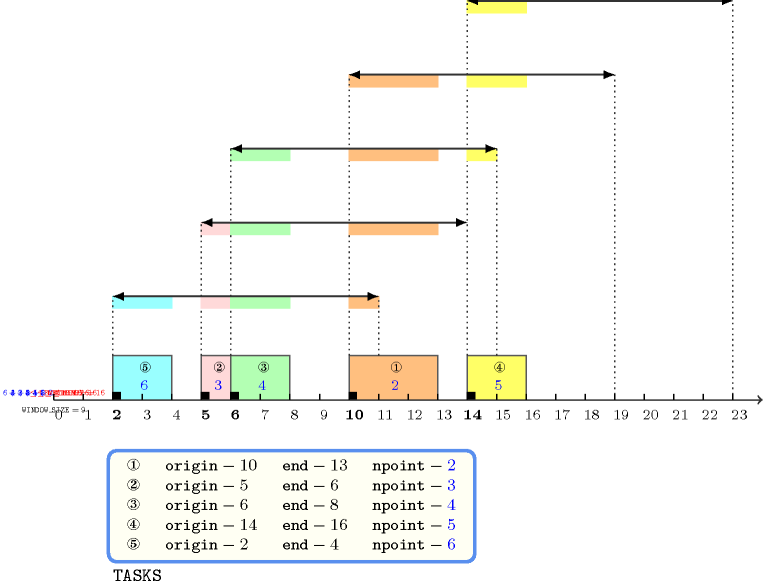 ⑤ ② ③ ① ④
6 3 4 2 5
WINDOW SIZE = 9
0 1 2 3 4 5 6 7 8 9 10 11 12 13 14 15 16 17 18 19 20 21 22 23
① origin – 10 end – 13 npoint – 2
② origin – 5 end – 6 npoint – 3
③ origin – 6 end – 8 npoint – 4
④ origin – 14 end – 16 npoint – 5
⑤ origin – 2 end – 4 npoint – 6
TASKS